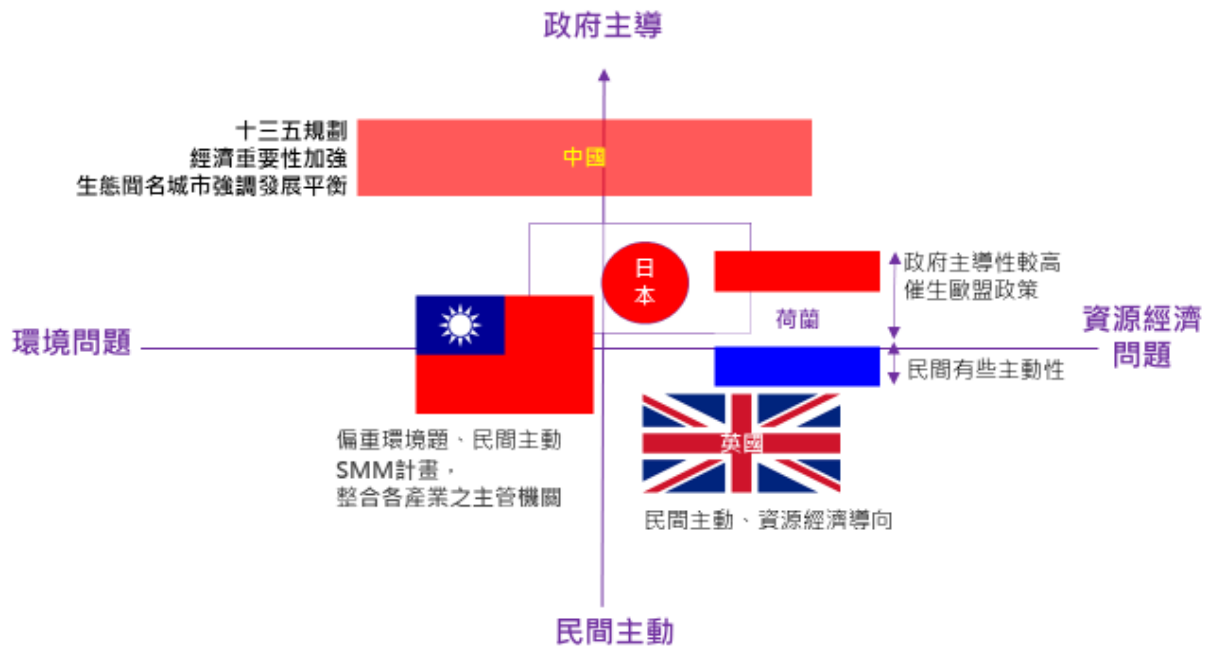 政府主導
十三五規劃
經濟重要性加強
生態聞名城市強調發展平衡
中國
日
本
政府主導性較高
催生歐盟政策
荷蘭
環境問題
資源經濟
問題
民間有些主動性
英國
偏重環境題、民間主動
SMM計畫，
整合各產業之主管機關
民間主動、資源經濟導向
民間主動